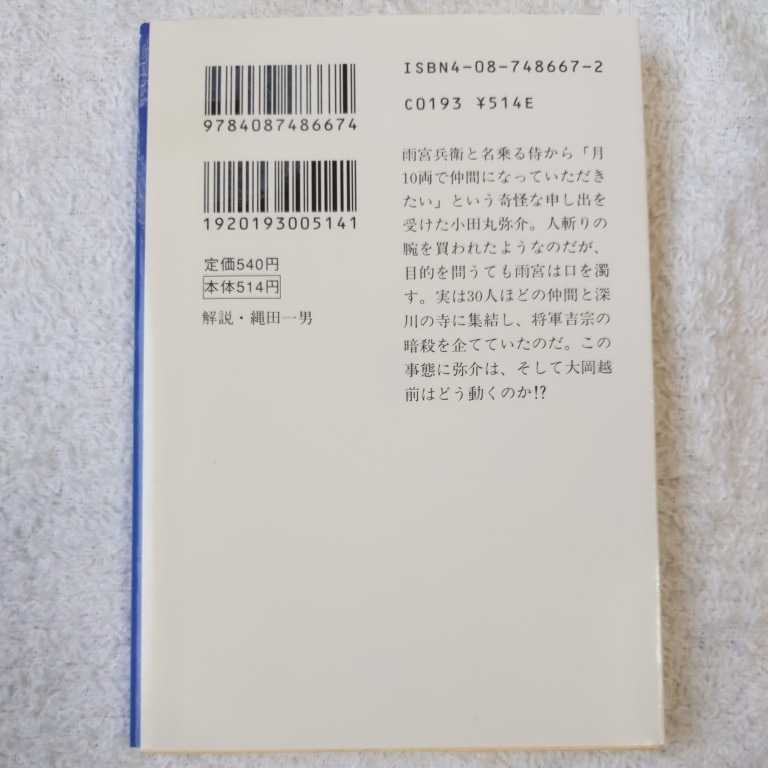 ISBN4-08-748667-2
C0193 ¥514E
9784087486674
1920193005141
定価540円
本体514円
解説・縄田一男
雨宮兵衛と名乗る侍から「月
10両で仲間になっていただき
たい」という奇怪な申し出を
受けた小田丸弥介。人斬りの
腕を買われたようなのだが、
目的を問うても雨宮は口を濁
す。実は30人ほどの仲間と深
川の寺に集結し、将軍吉宗の
暗殺を企てていたのだ。この
事態に弥介は、そして大岡越
前はどう動くのか!?